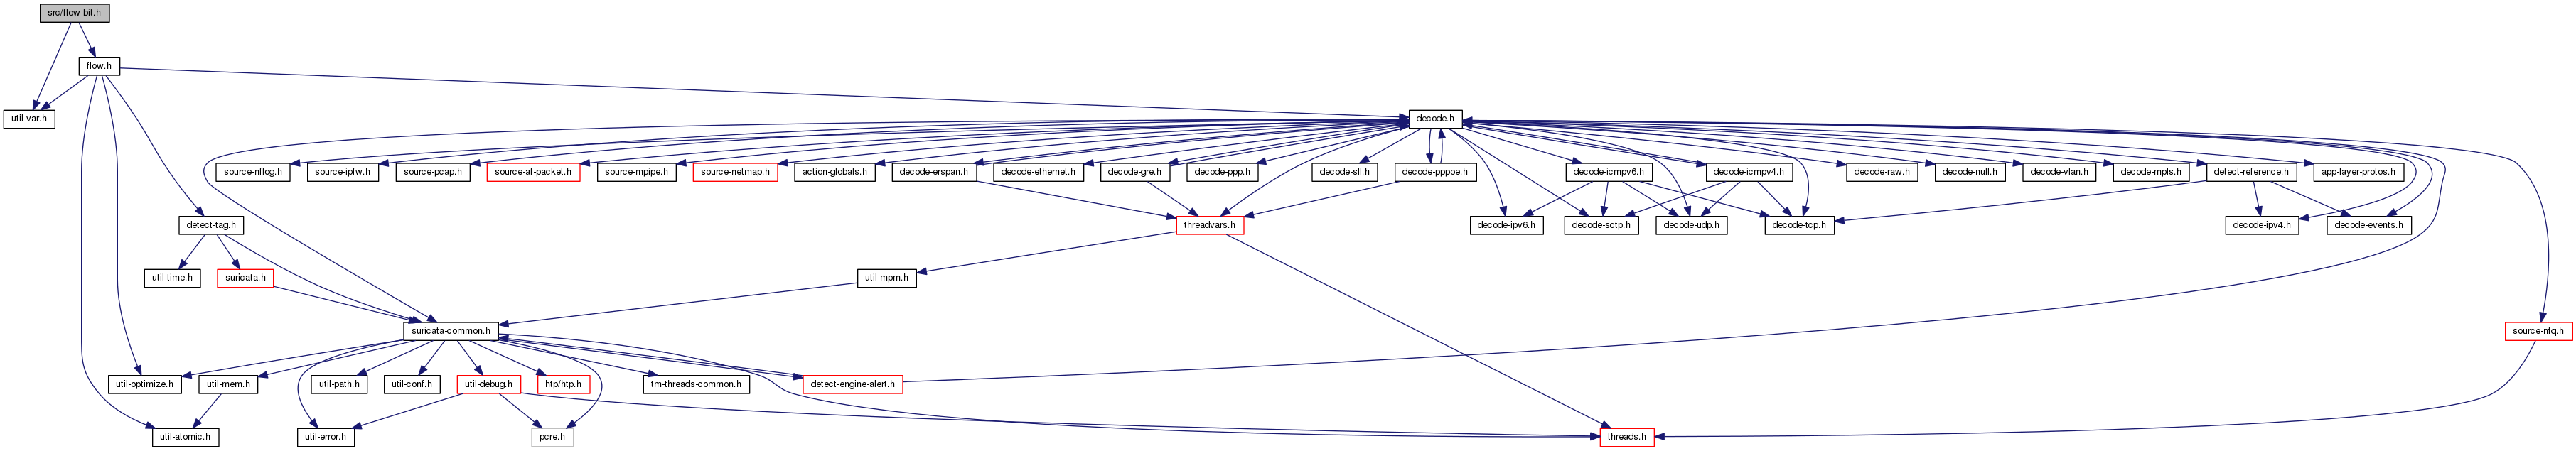 src/flow-bit.h
flow.h
util-var.h
decode.h
source-nflog.h
source-ipfw.h
source-pcap.h
source-af-packet.h
source-mpipe.h
source-netmap.h
action-globals.h
decode-erspan.h
decode-ethernet.h
decode-gre.h
decode-ppp.h
decode-sll.h
decode-pppoe.h
decode-icmpv6.h
decode-icmpv4.h
decode-raw.h
decode-null.h
decode-vlan.h
decode-mpls.h
detect-reference.h
app-layer-protos.h
detect-tag.h
threadvars.h
decode-ipv6.h
decode-sctp.h
decode-udp.h
decode-tcp.h
decode-ipv4.h
decode-events.h
util-time.h
suricata.h
util-mpm.h
suricata-common.h
source-nfq.h
util-optimize.h
util-mem.h
util-path.h
util-conf.h
util-debug.h
htp/htp.h
tm-threads-common.h
detect-engine-alert.h
util-atomic.h
util-error.h
pcre.h
threads.h